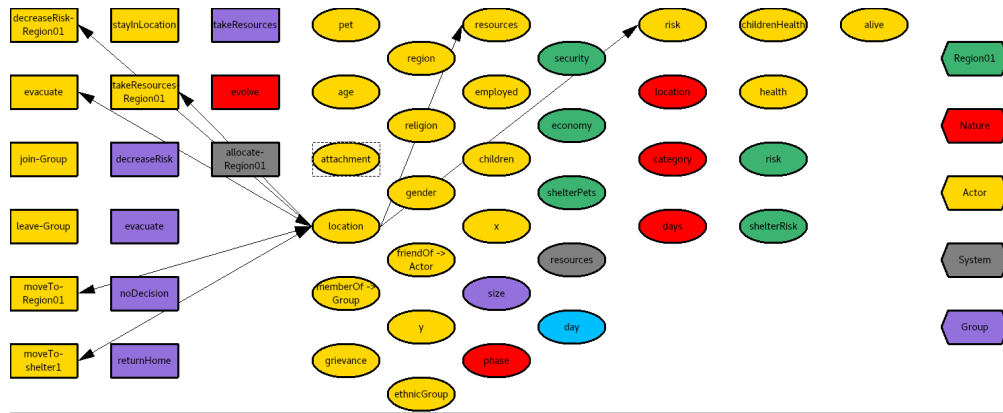 decreaseRisk-
Region01
stayInLocation
takeResources
pet
resources
risk
childrenHealth
alive
region
security
Region01
evacuate
takeResources-
Region01
evolve
age
employed
location
health
religion
economy
Nature
join-Group
decreaseRisk
allocate-
Region01
attachment
children
category
risk
gender
shelterPets
Actor
leave-Group
evacuate
location
x
days
shelterRisk
friendOf ->
Actor
resources
System
moveTo-
Region01
noDecision
memberOf ->
Group
size
y
day
Group
moveTo-
shelter1
returnHome
grievance
phase
ethnicGroup